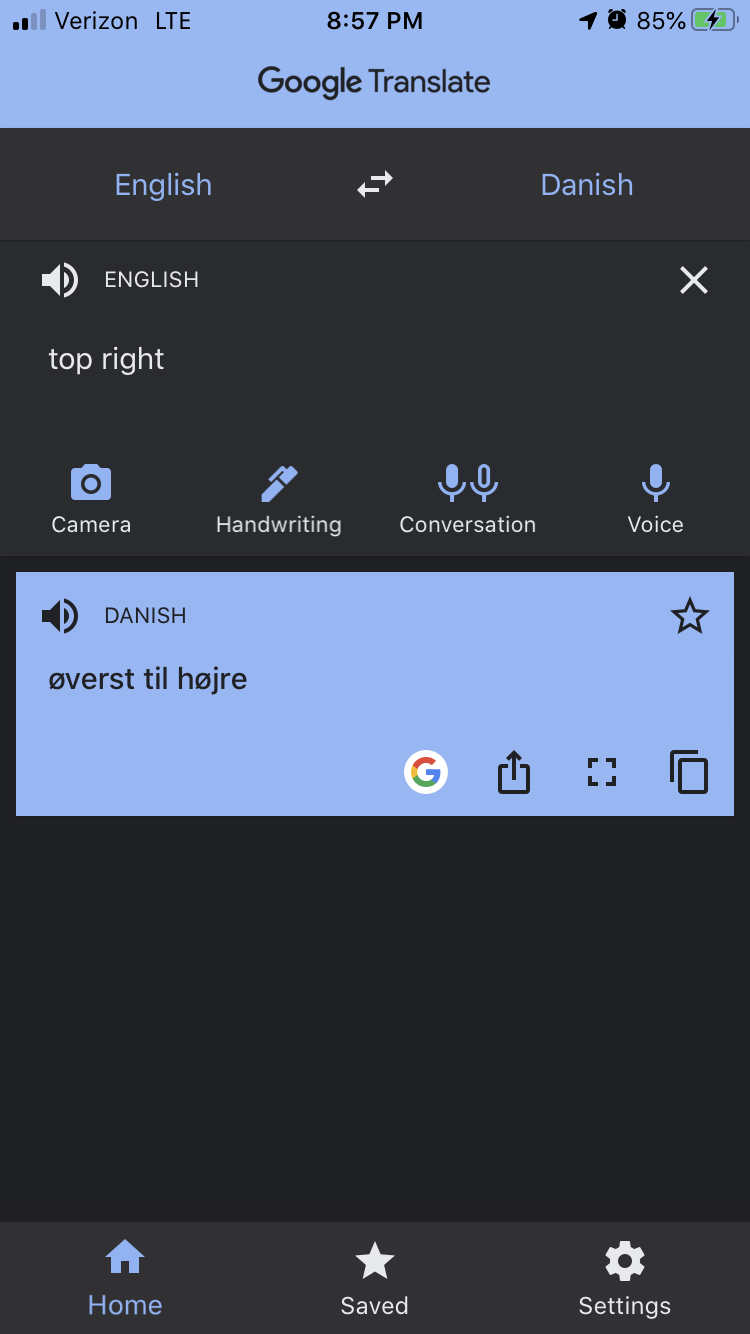 Verizon LTE 8:57 PM 85%
Google Translate
English Danish
ENGLISH
top right
Camera Handwriting Conversation Voice
DANISH
øverst til højre
Home Saved Settings